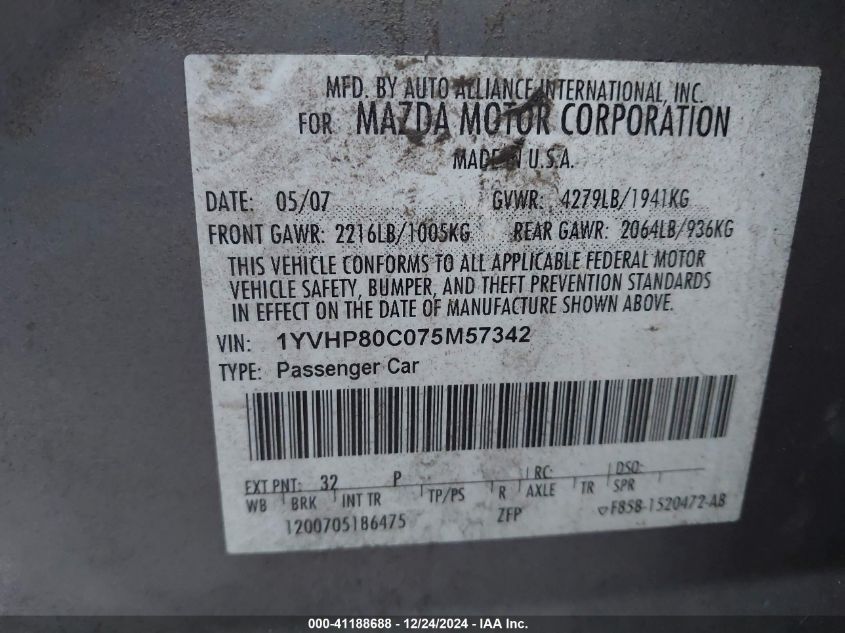 MFD. BY AUTO ALLIANCE INTERNATIONAL, INC.
FOR MAZDA MOTOR CORPORATION
MADE IN U.S.A.
DATE: 05/07 GVWR: 4279LB/1941KG
FRONT GAWR: 2216LB/1005KG REAR GAWR: 2064LB/936KG
THIS VEHICLE CONFORMS TO ALL APPLICABLE FEDERAL MOTOR
VEHICLE SAFETY, BUMPER, AND THEFT PREVENTION STANDARDS
IN EFFECT ON THE DATE OF MANUFACTURE SHOWN ABOVE.
VIN: 1YVHP80C075M57342
TYPE: Passenger Car
EXT PNT: 32 P RC: DSO:
WB BRK INT TR TP/PS R AXLE TR SPR
1200705186475 ZFP F85B-1520472-AB
000-41188688 - 12/24/2024 - IAA Inc.